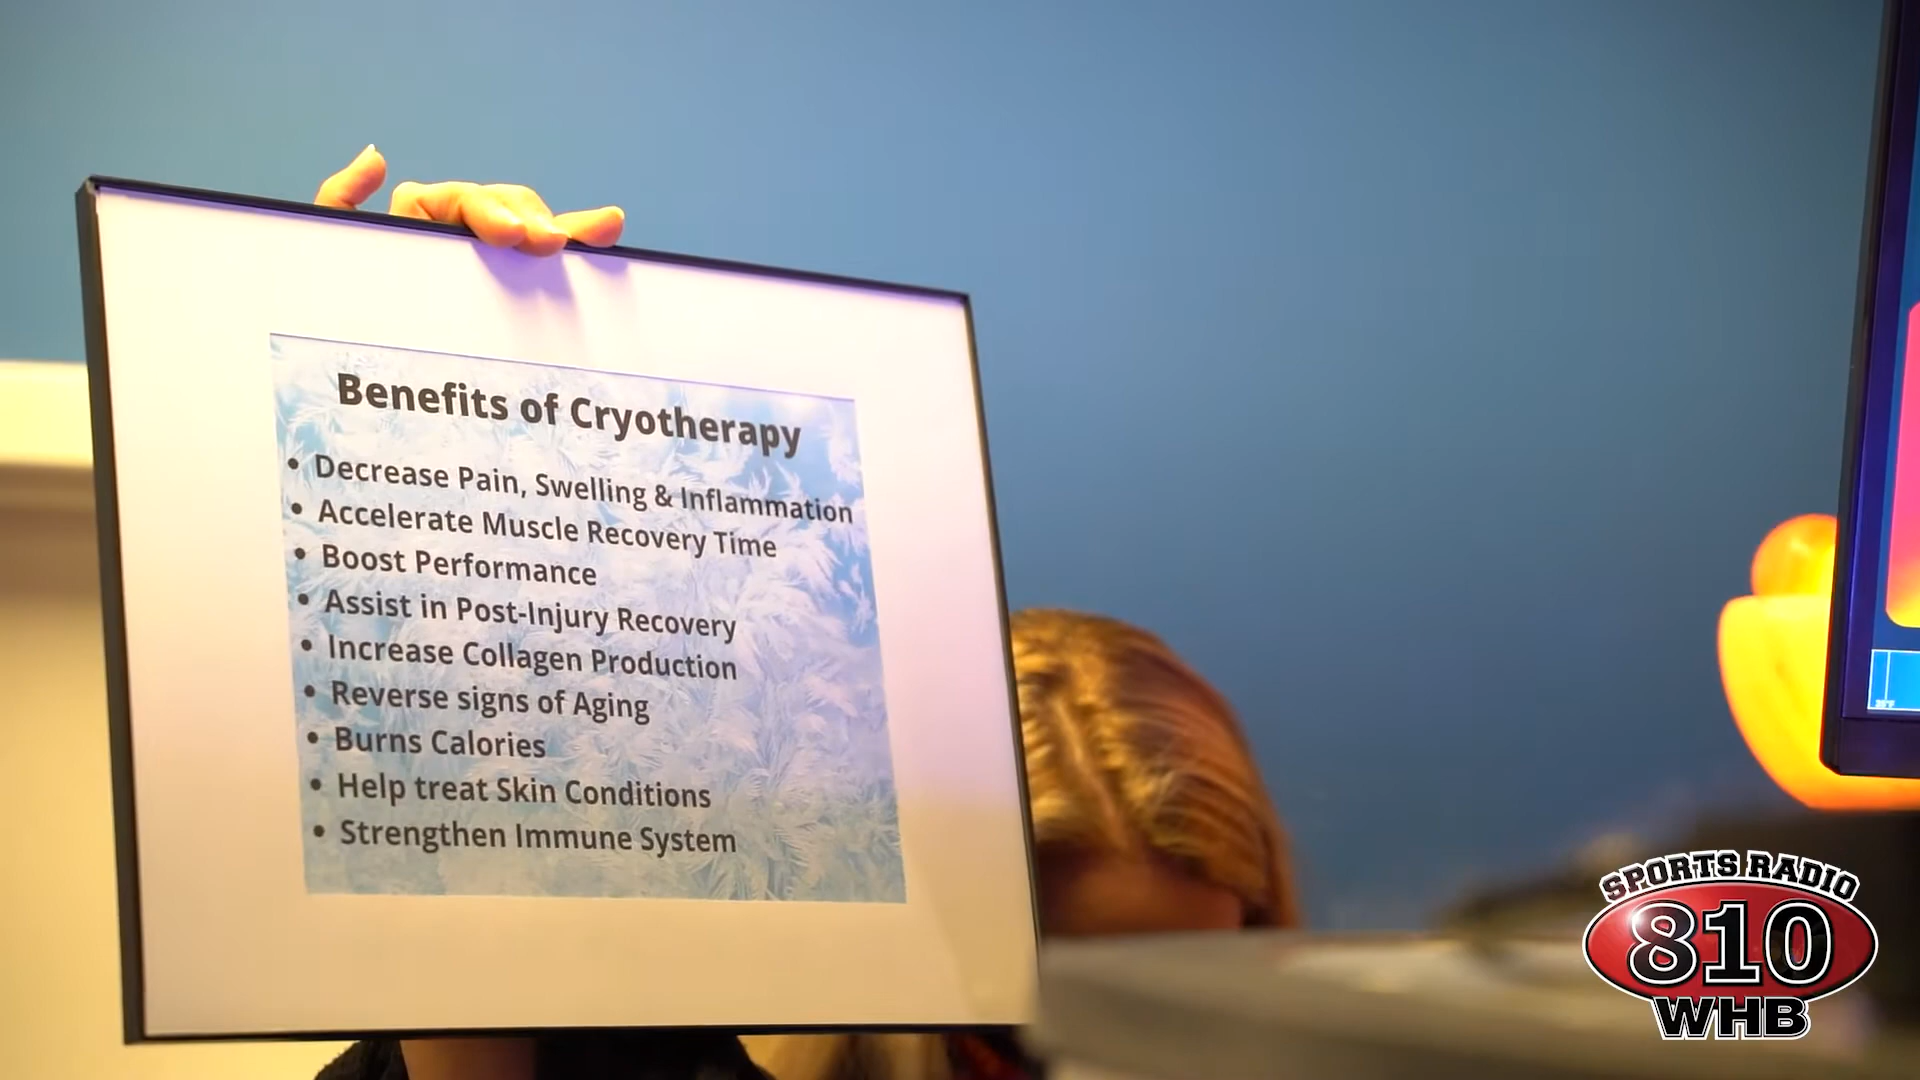 Benefits of Cryotherapy
• Decrease Pain, Swelling & Inflammation
• Accelerate Muscle Recovery Time
• Boost Performance
• Assist in Post-Injury Recovery
• Increase Collagen Production
• Reverse signs of Aging
• Burns Calories
• Help treat Skin Conditions
• Strengthen Immune System
SPORTS RADIO
810
WHB